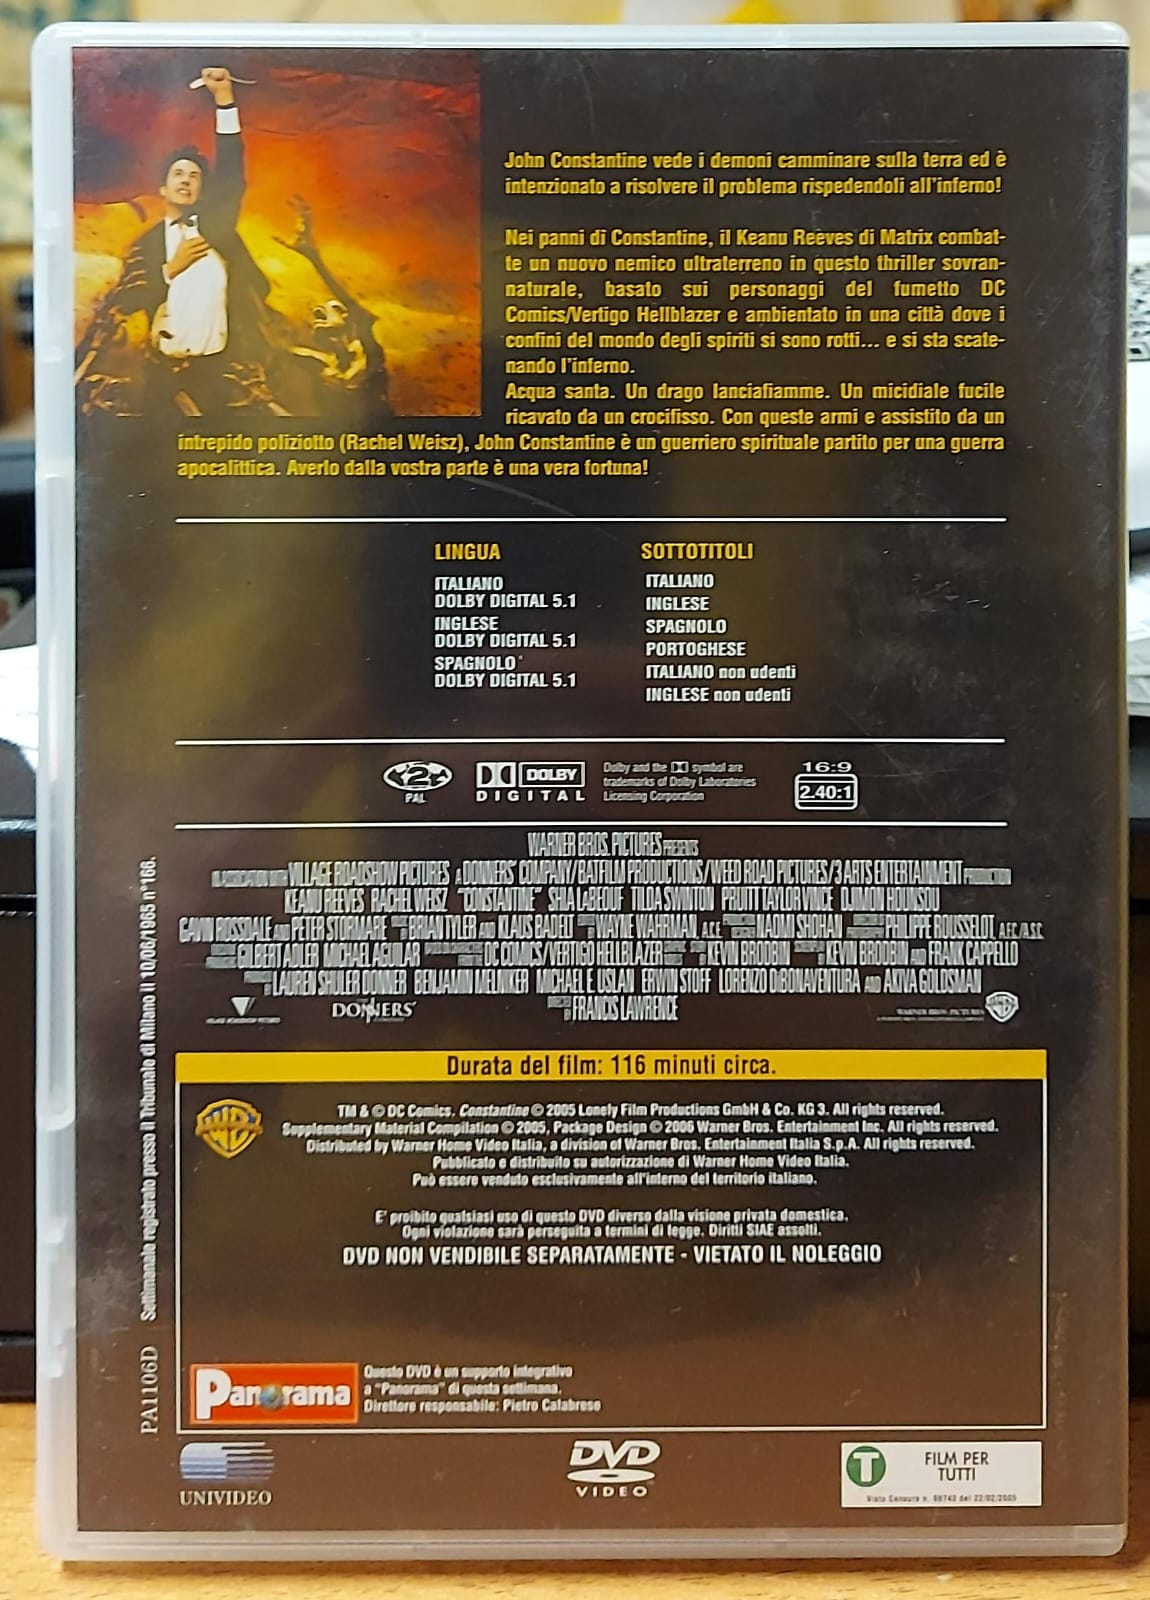 John Constantine vede i demoni camminare sulla terra ed è
intenzionato a risolvere il problema rispedendoli all'inferno!
Nei panni di Constantine, il Keanu Reeves di Matrix combat-
te un nuovo nemico ultraterreno in questo thriller sovran-
naturale, basato sui personaggi del fumetto DC
Comics/Vertigo Hellblazer e ambientato in una città dove i
confini del mondo degli spiriti si sono rotti... e si sta scate-
nando l'inferno.
Acqua santa. Un drago lanciafiamme. Un micidiale fucile
ricavato da un crocifisso. Con queste armi e assistito da un
intrepido poliziotto (Rachel Weisz), John Constantine è un guerriero spirituale partito per una guerra
apocalittica. Averlo dalla vostra parte è una vera fortuna!
LINGUA
ITALIANO
DOLBY DIGITAL 5.1
INGLESE
DOLBY DIGITAL 5.1
SPAGNOLO
DOLBY DIGITAL 5.1
SOTTOTITOLI
ITALIANO
INGLESE
SPAGNOLO
PORTOGHESE
ITALIANO non udenti
INGLESE non udenti
2
PAL
DOLBY
DIGITAL
Dolby and the symbol are
trademarks of Dolby Laboratories
Licensing Corporation
16:9
2.40:1
WARNER BROS. PICTURES PRESENTS
IN ASSOCIATION WITH VILLAGE ROADSHOW PICTURES A DONNERS' COMPANY/BATFILM PRODUCTIONS/WEED ROAD PICTURES/3 ARTS ENTERTAINMENT PRODUCTION
KEANU REEVES RACHEL WEISZ "CONSTANTINE" SHIA LaBEOUF TILDA SWINTON PRUITT TAYLOR VINCE DJIMON HOUNSOU
GAVIN ROSSDALE AND PETER STORMARE BRIAN TYLER AND KLAUS BADELT WAYNE WAHRMAN, A.C.E. NAOMI SHOHAN PHILIPPE ROUSSELOT, A.F.C./A.S.C.
GILBERT ADLER MICHAEL AGUILAR DC COMICS/VERTIGO HELLBLAZER KEVIN BRODBIN KEVIN BRODBIN AND FRANK CAPPELLO
LAUREN SHULER DONNER BENJAMIN MELNIKER MICHAEL E. USLAN ERWIN STOFF LORENZO DiBONAVENTURA AND AKIVA GOLDSMAN
FRANCIS LAWRENCE
VILLAGE ROADSHOW PICTURES
DONNERS'
WARNER BROS. PICTURES
Durata del film: 116 minuti circa.
TM & © DC Comics. Constantine © 2005 Lonely Film Productions GmbH & Co. KG 3. All rights reserved.
Supplementary Material Compilation © 2005, Package Design © 2006 Warner Bros. Entertainment Inc. All rights reserved.
Distributed by Warner Home Video Italia, a division of Warner Bros. Entertainment Italia S.p.A. All rights reserved.
Pubblicato e distribuito su autorizzazione di Warner Home Video Italia.
Può essere venduto esclusivamente all'interno del territorio italiano.
E' proibito qualsiasi uso di questo DVD diverso dalla visione privata domestica.
Ogni violazione sarà perseguita a termini di legge. Diritti SIAE assolti.
DVD NON VENDIBILE SEPARATAMENTE - VIETATO IL NOLEGGIO
Panorama
Questo DVD è un supporto integrativo
a "Panorama" di questa settimana.
Direttore responsabile: Pietro Calabrese
PA1106D Settimanale registrato presso il Tribunale di Milano il 10/06/1965 n°166.
UNIVIDEO
DVD
VIDEO
T
FILM PER
TUTTI
Visto Censura n. 98743 del 22/02/2005